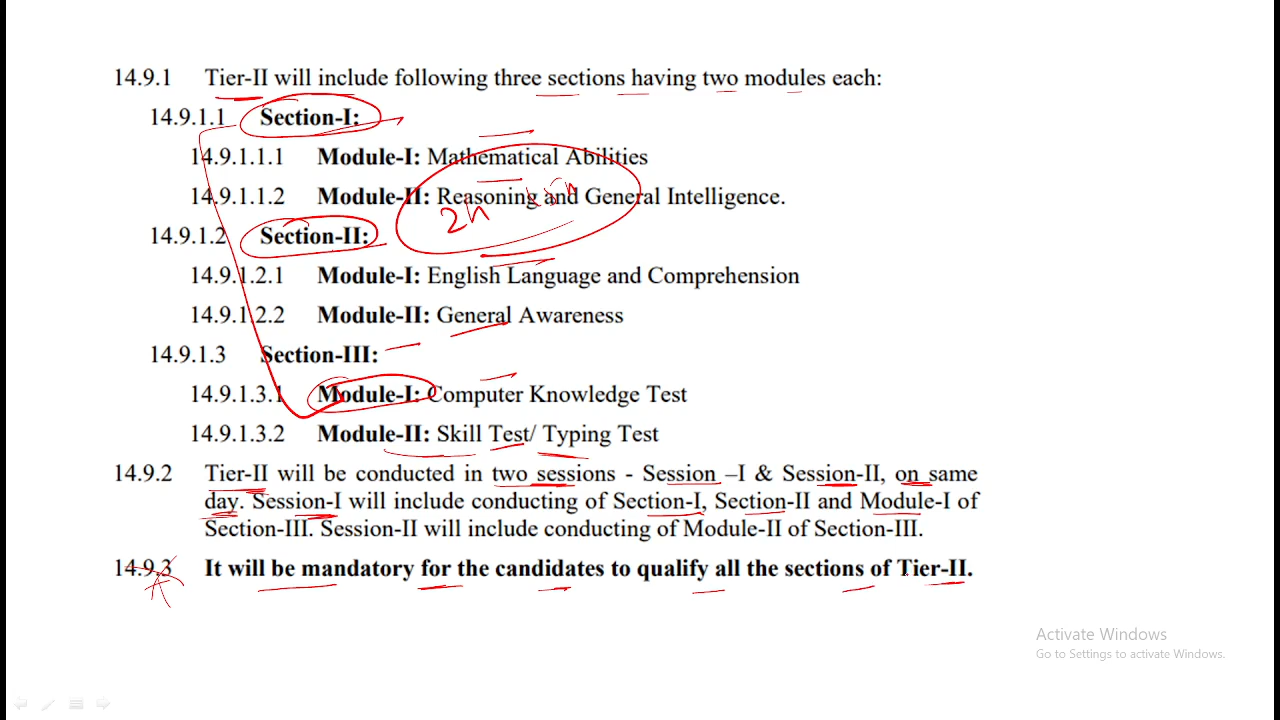 14.9.1 Tier-II will include following three sections having two modules each:
14.9.1.1 Section-I:
14.9.1.1.1 Module-I: Mathematical Abilities
14.9.1.1.2 Module-II: Reasoning and General Intelligence.
2h 15m
14.9.1.2 Section-II:
14.9.1.2.1 Module-I: English Language and Comprehension
14.9.1.2.2 Module-II: General Awareness
14.9.1.3 Section-III:
14.9.1.3.1 Module-I: Computer Knowledge Test
14.9.1.3.2 Module-II: Skill Test/ Typing Test
14.9.2 Tier-II will be conducted in two sessions - Session –I & Session-II, on same
day. Session-I will include conducting of Section-I, Section-II and Module-I of
Section-III. Session-II will include conducting of Module-II of Section-III.
14.9.3 It will be mandatory for the candidates to qualify all the sections of Tier-II.
Activate Windows
Go to Settings to activate Windows.